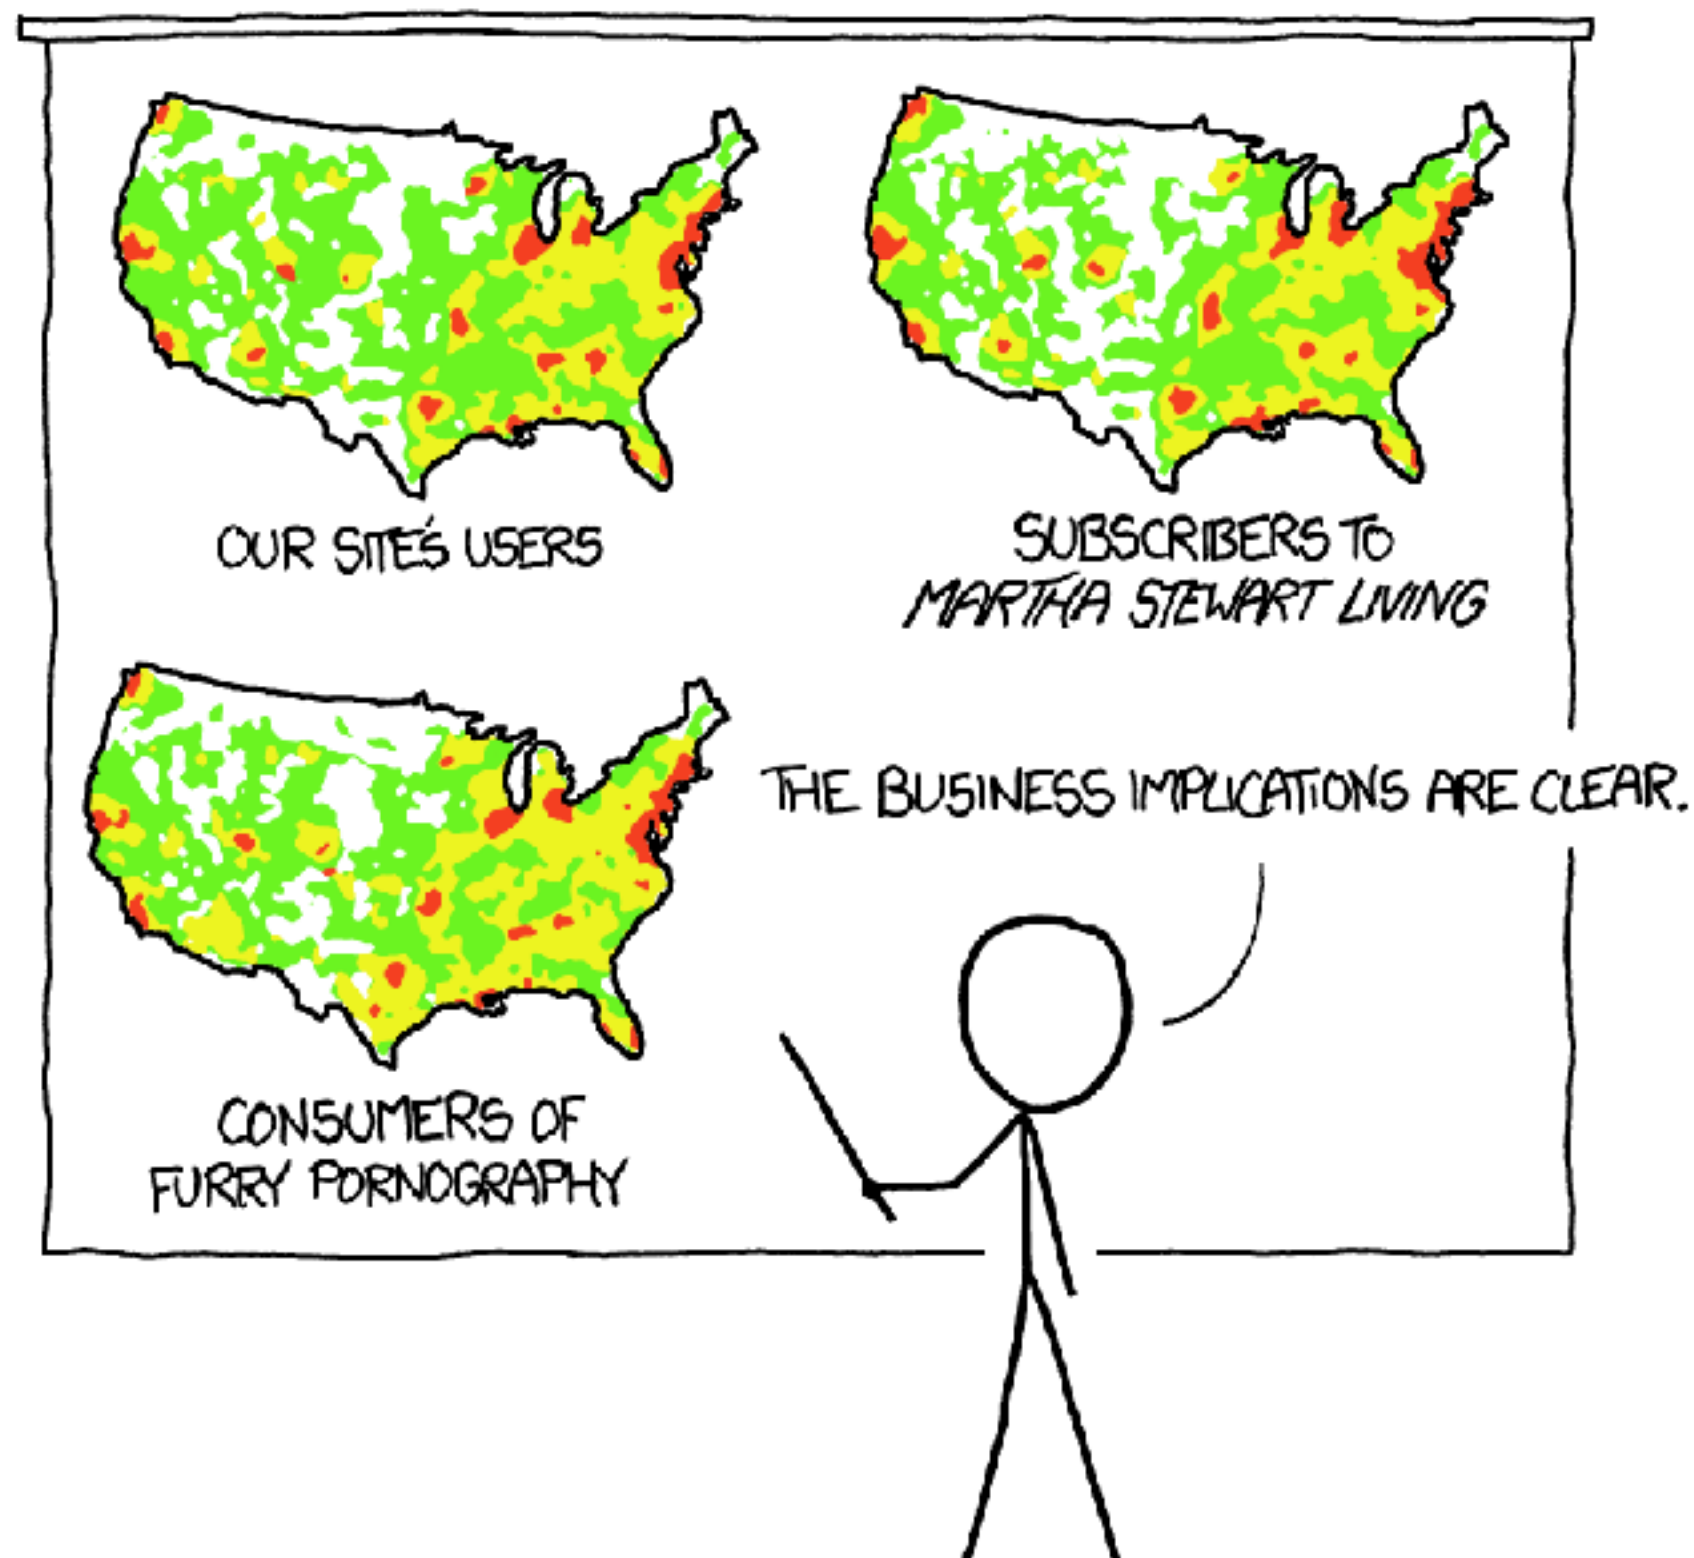 OUR SITE'S USERS
SUBSCRIBERS TO
MARTHA STEWART LIVING
THE BUSINESS IMPLICATIONS ARE CLEAR.
CONSUMERS OF
FURRY PORNOGRAPHY